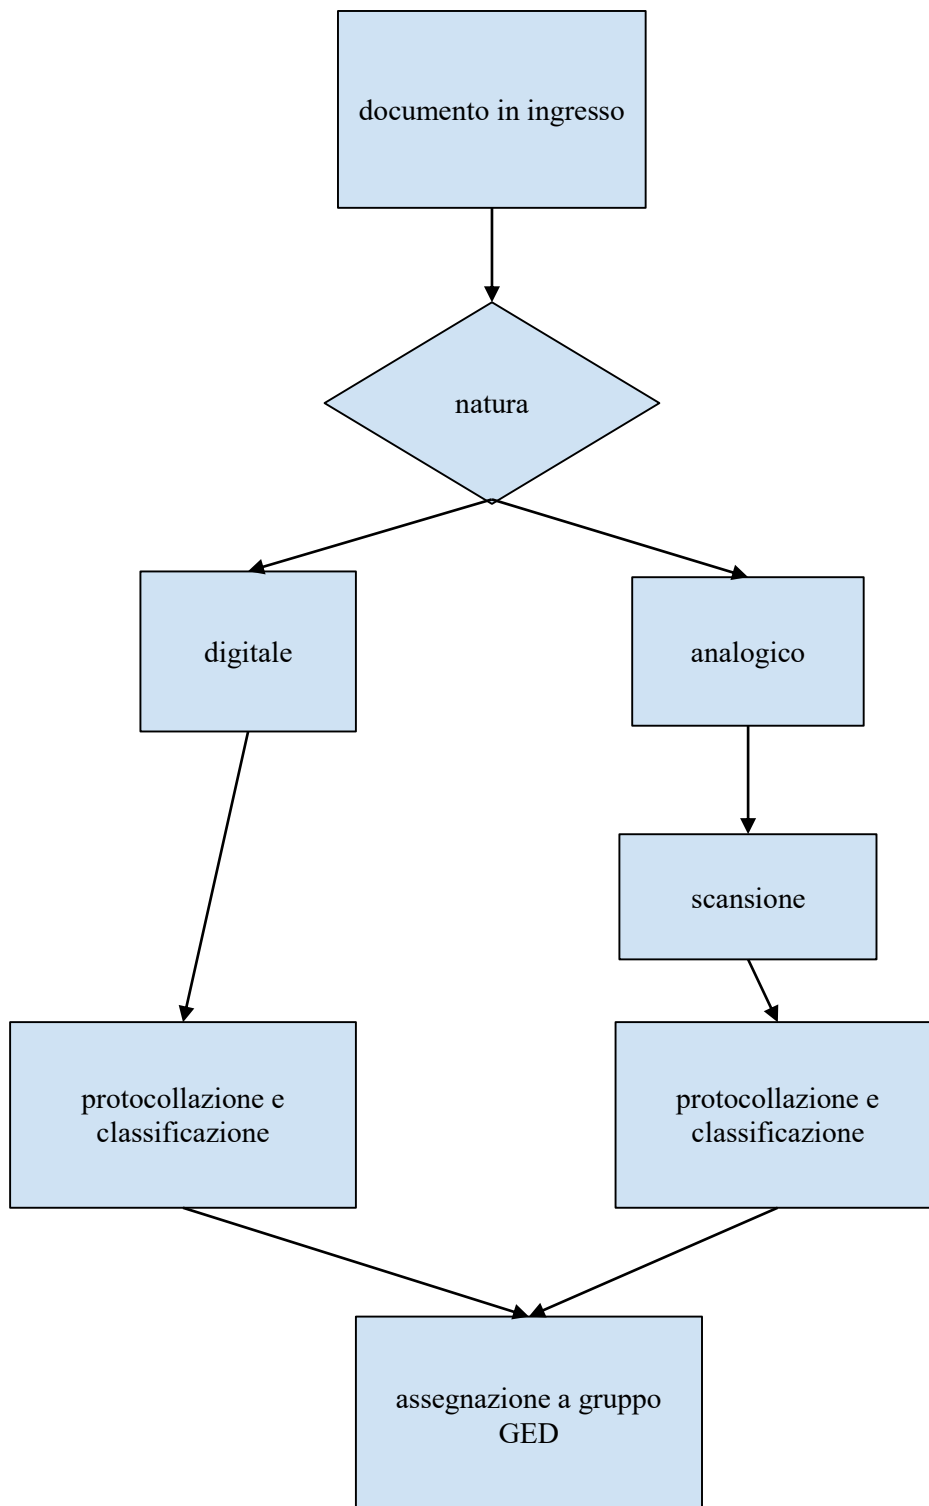 documento in ingresso
natura
digitale
analogico
scansione
protocollazione e
classificazione
protocollazione e
classificazione
assegnazione a gruppo
GED